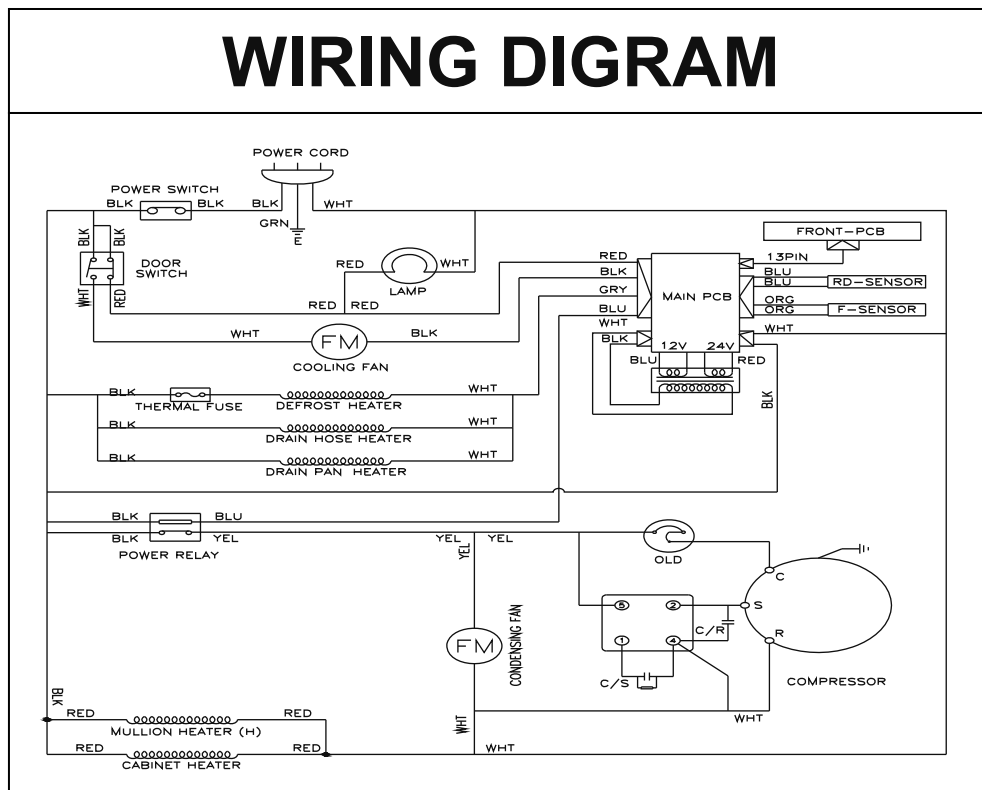 WIRING DIGRAM
POWER CORD
POWER SWITCH
BLK BLK BLK WHT
GRN
E
BLK BLK
DOOR SWITCH
WHT RED
RED WHT
LAMP
RED RED
WHT BLK
FM
COOLING FAN
RED
BLK
GRY
BLU
WHT
BLK
MAIN PCB
12V 24V
BLU RED
FRONT-PCB
13PIN
BLU
BLU
RD-SENSOR
ORG
ORG
F-SENSOR
WHT
BLK
BLK WHT
THERMAL FUSE DEFROST HEATER
BLK WHT
DRAIN HOSE HEATER
BLK WHT
DRAIN PAN HEATER
BLK BLU
BLK YEL YEL YEL
POWER RELAY
YEL
OLD
C
S
R
5 2
1 4
C/R
C/S
COMPRESSOR
FM
CONDENSING FAN
WHT
WHT
BLK
RED RED
MULLION HEATER (H)
RED RED WHT
CABINET HEATER